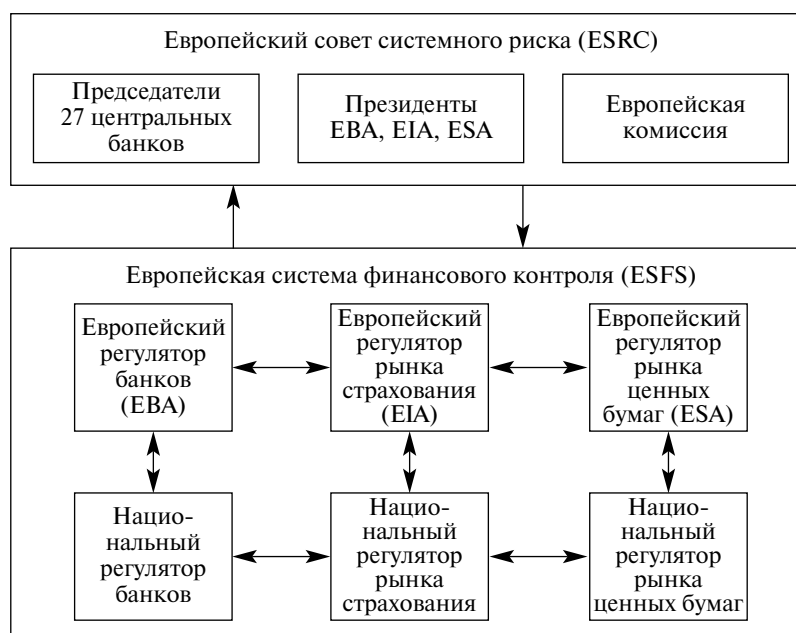 Европейский совет системного риска (ESRC)
Председатели
27 центральных
банков
Президенты
EBA, EIA, ESA
Европейская
комиссия
Европейская система финансового контроля (ESFS)
Европейский
регулятор
банков
(EBA)
Европейский
регулятор
рынка
страхования
(EIA)
Европейский
регулятор
рынка
ценных
бумаг (ESA)
Нацио-
нальный
регулятор
банков
Нацио-
нальный
регулятор
рынка
страхования
Нацио-
нальный
регулятор
рынка
ценных бумаг